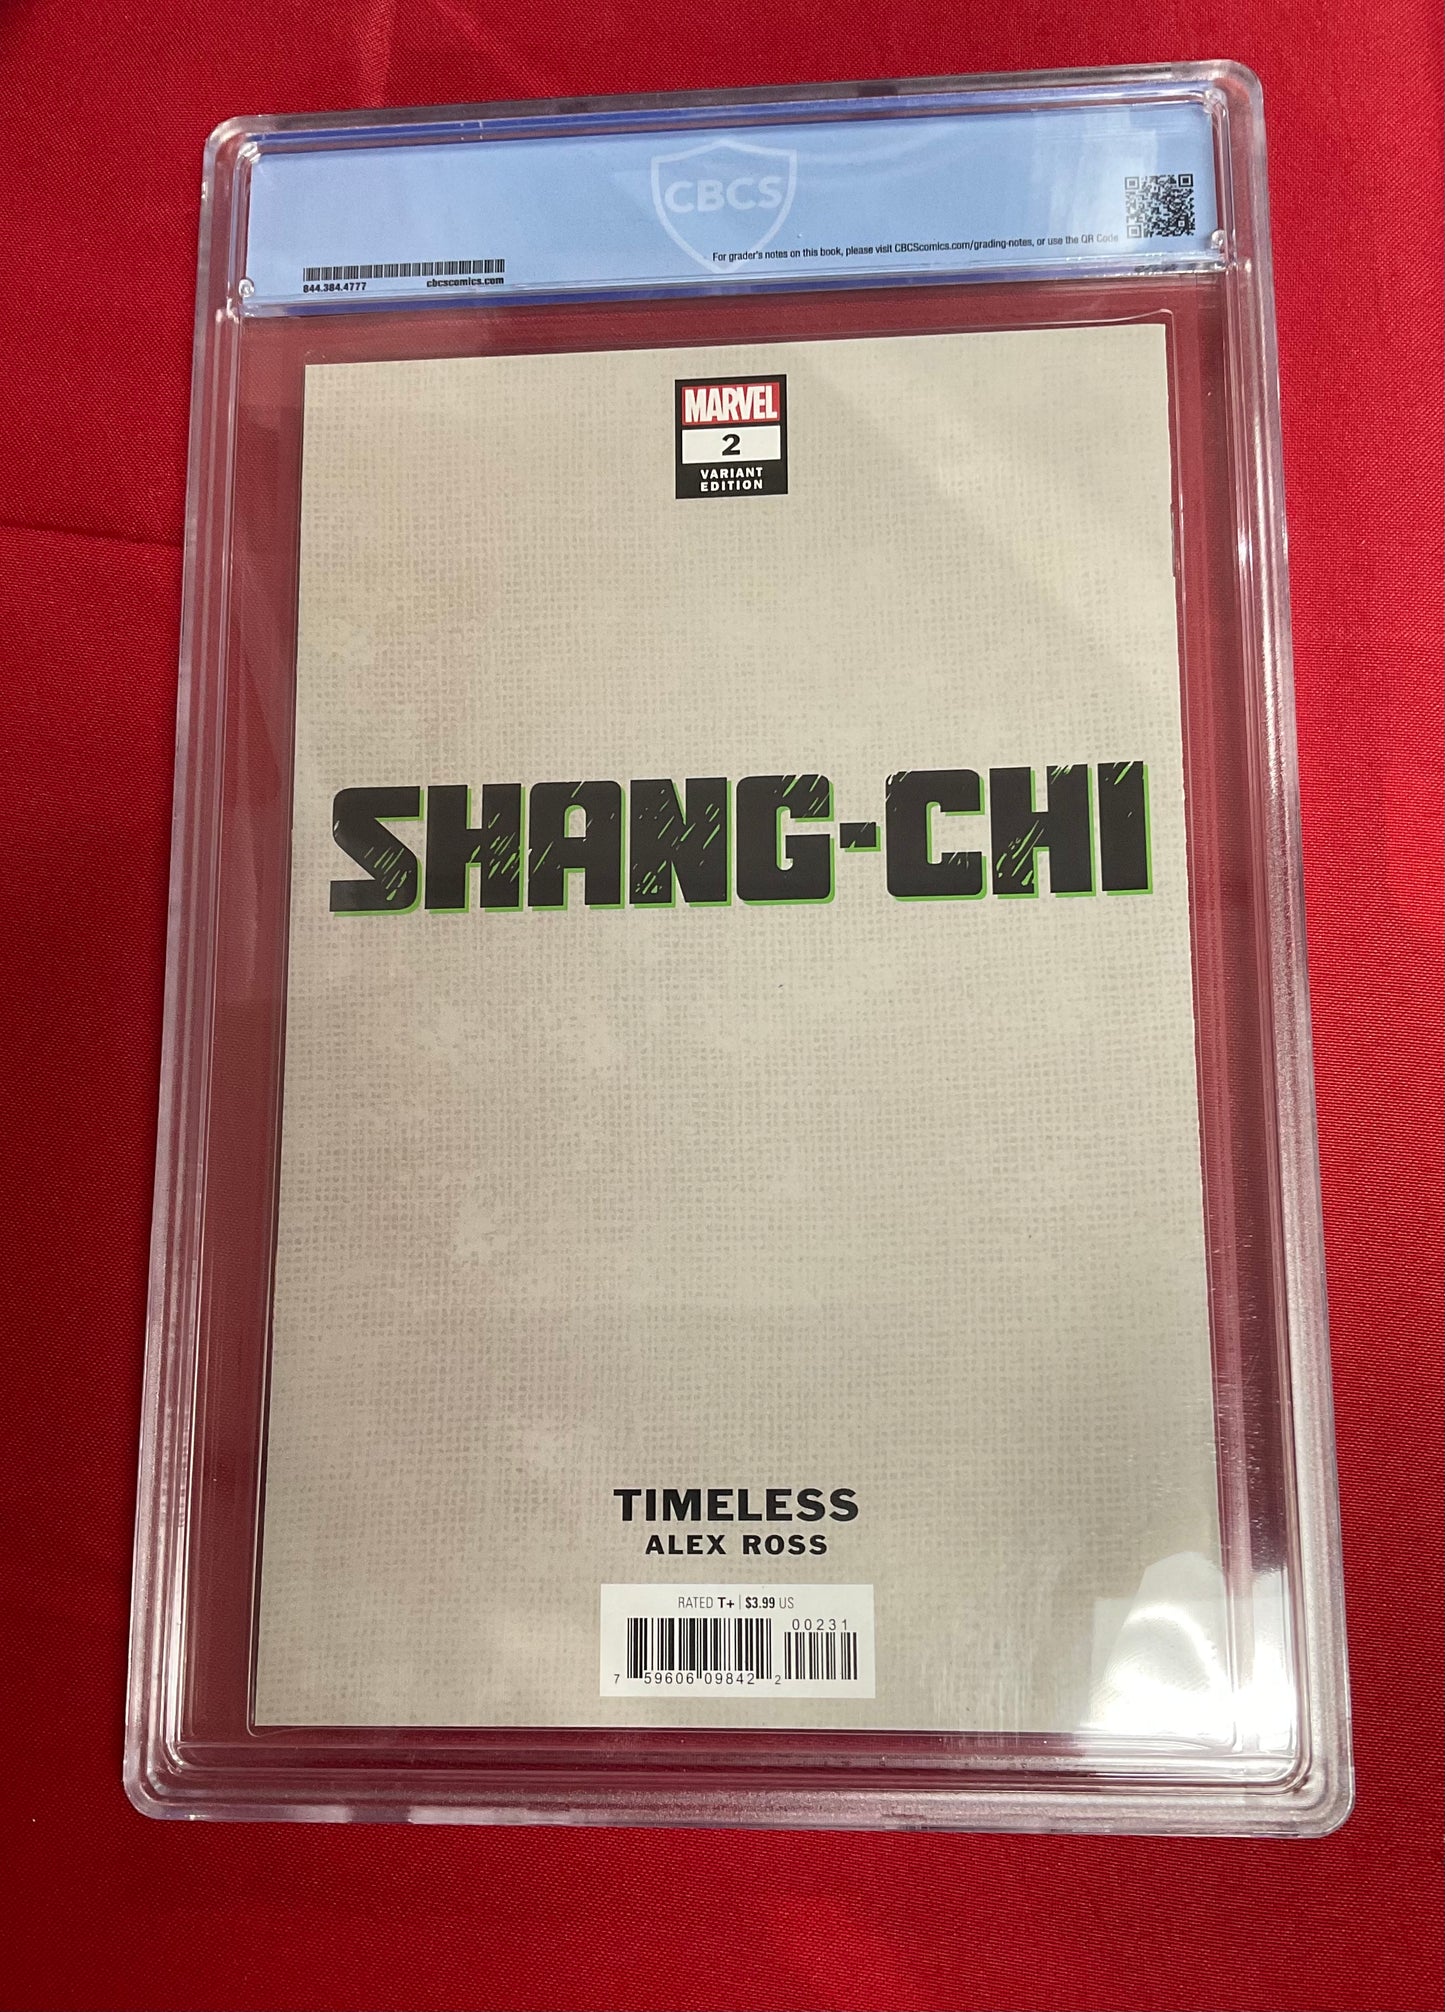 CBCS
For grader's notes on this book, please visit CBCScomics.com/grading-notes, or use the QR Code
844.384.4777 cbcscomics.com
MARVEL
2
VARIANT
EDITION
SHANG-CHI
TIMELESS
ALEX ROSS
RATED T+ | $3.99 US
00231
7 59606 09842 2